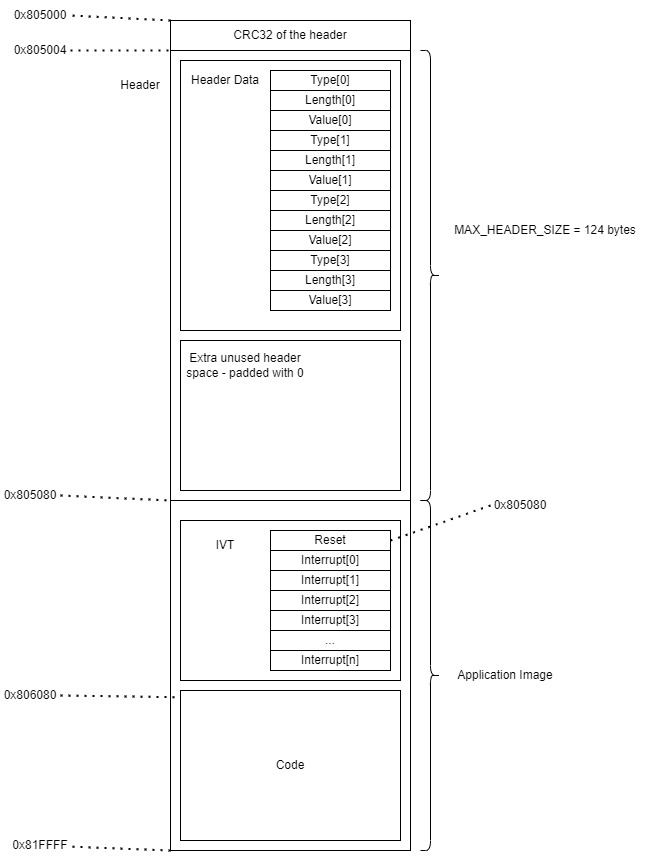 0x805000
CRC32 of the header
0x805004
Header
Header Data
Type[0]
Length[0]
Value[0]
Type[1]
Length[1]
Value[1]
Type[2]
Length[2]
Value[2]
Type[3]
Length[3]
Value[3]
MAX_HEADER_SIZE = 124 bytes
Extra unused header
space - padded with 0
0x805080
0x805080
IVT
Reset
Interrupt[0]
Interrupt[1]
Interrupt[2]
Interrupt[3]
...
Interrupt[n]
Application Image
0x806080
Code
0x81FFFF